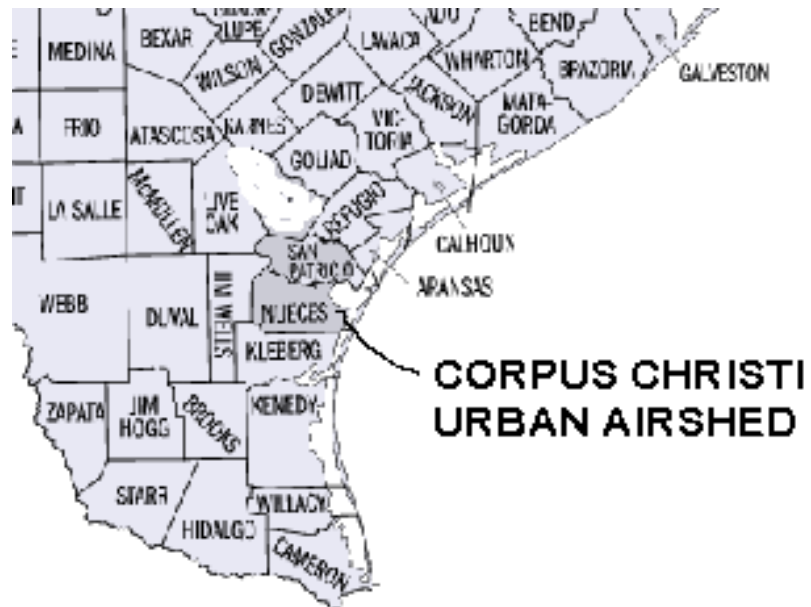 LUPE
GONZALES
LAVACA
BEND
MEDINA
BEXAR
WILSON
WHARTON
BRAZORIA
GALVESTON
DEWITT
JACKSON
MATA-
GORDA
FRIO
ATASCOSA
KARNES
VIC-
TORIA
GOLIAD
LA SALLE
McMULLEN
LIVE
OAK
REFUGIO
CALHOUN
SAN
PATRICIO
ARANSAS
WEBB
DUVAL
JIM WELLS
NUECES
KLEBERG
CORPUS CHRISTI
URBAN AIRSHED
ZAPATA
JIM
HOGG
BROOKS
KENEDY
STARR
HIDALGO
WILLACY
CAMERON